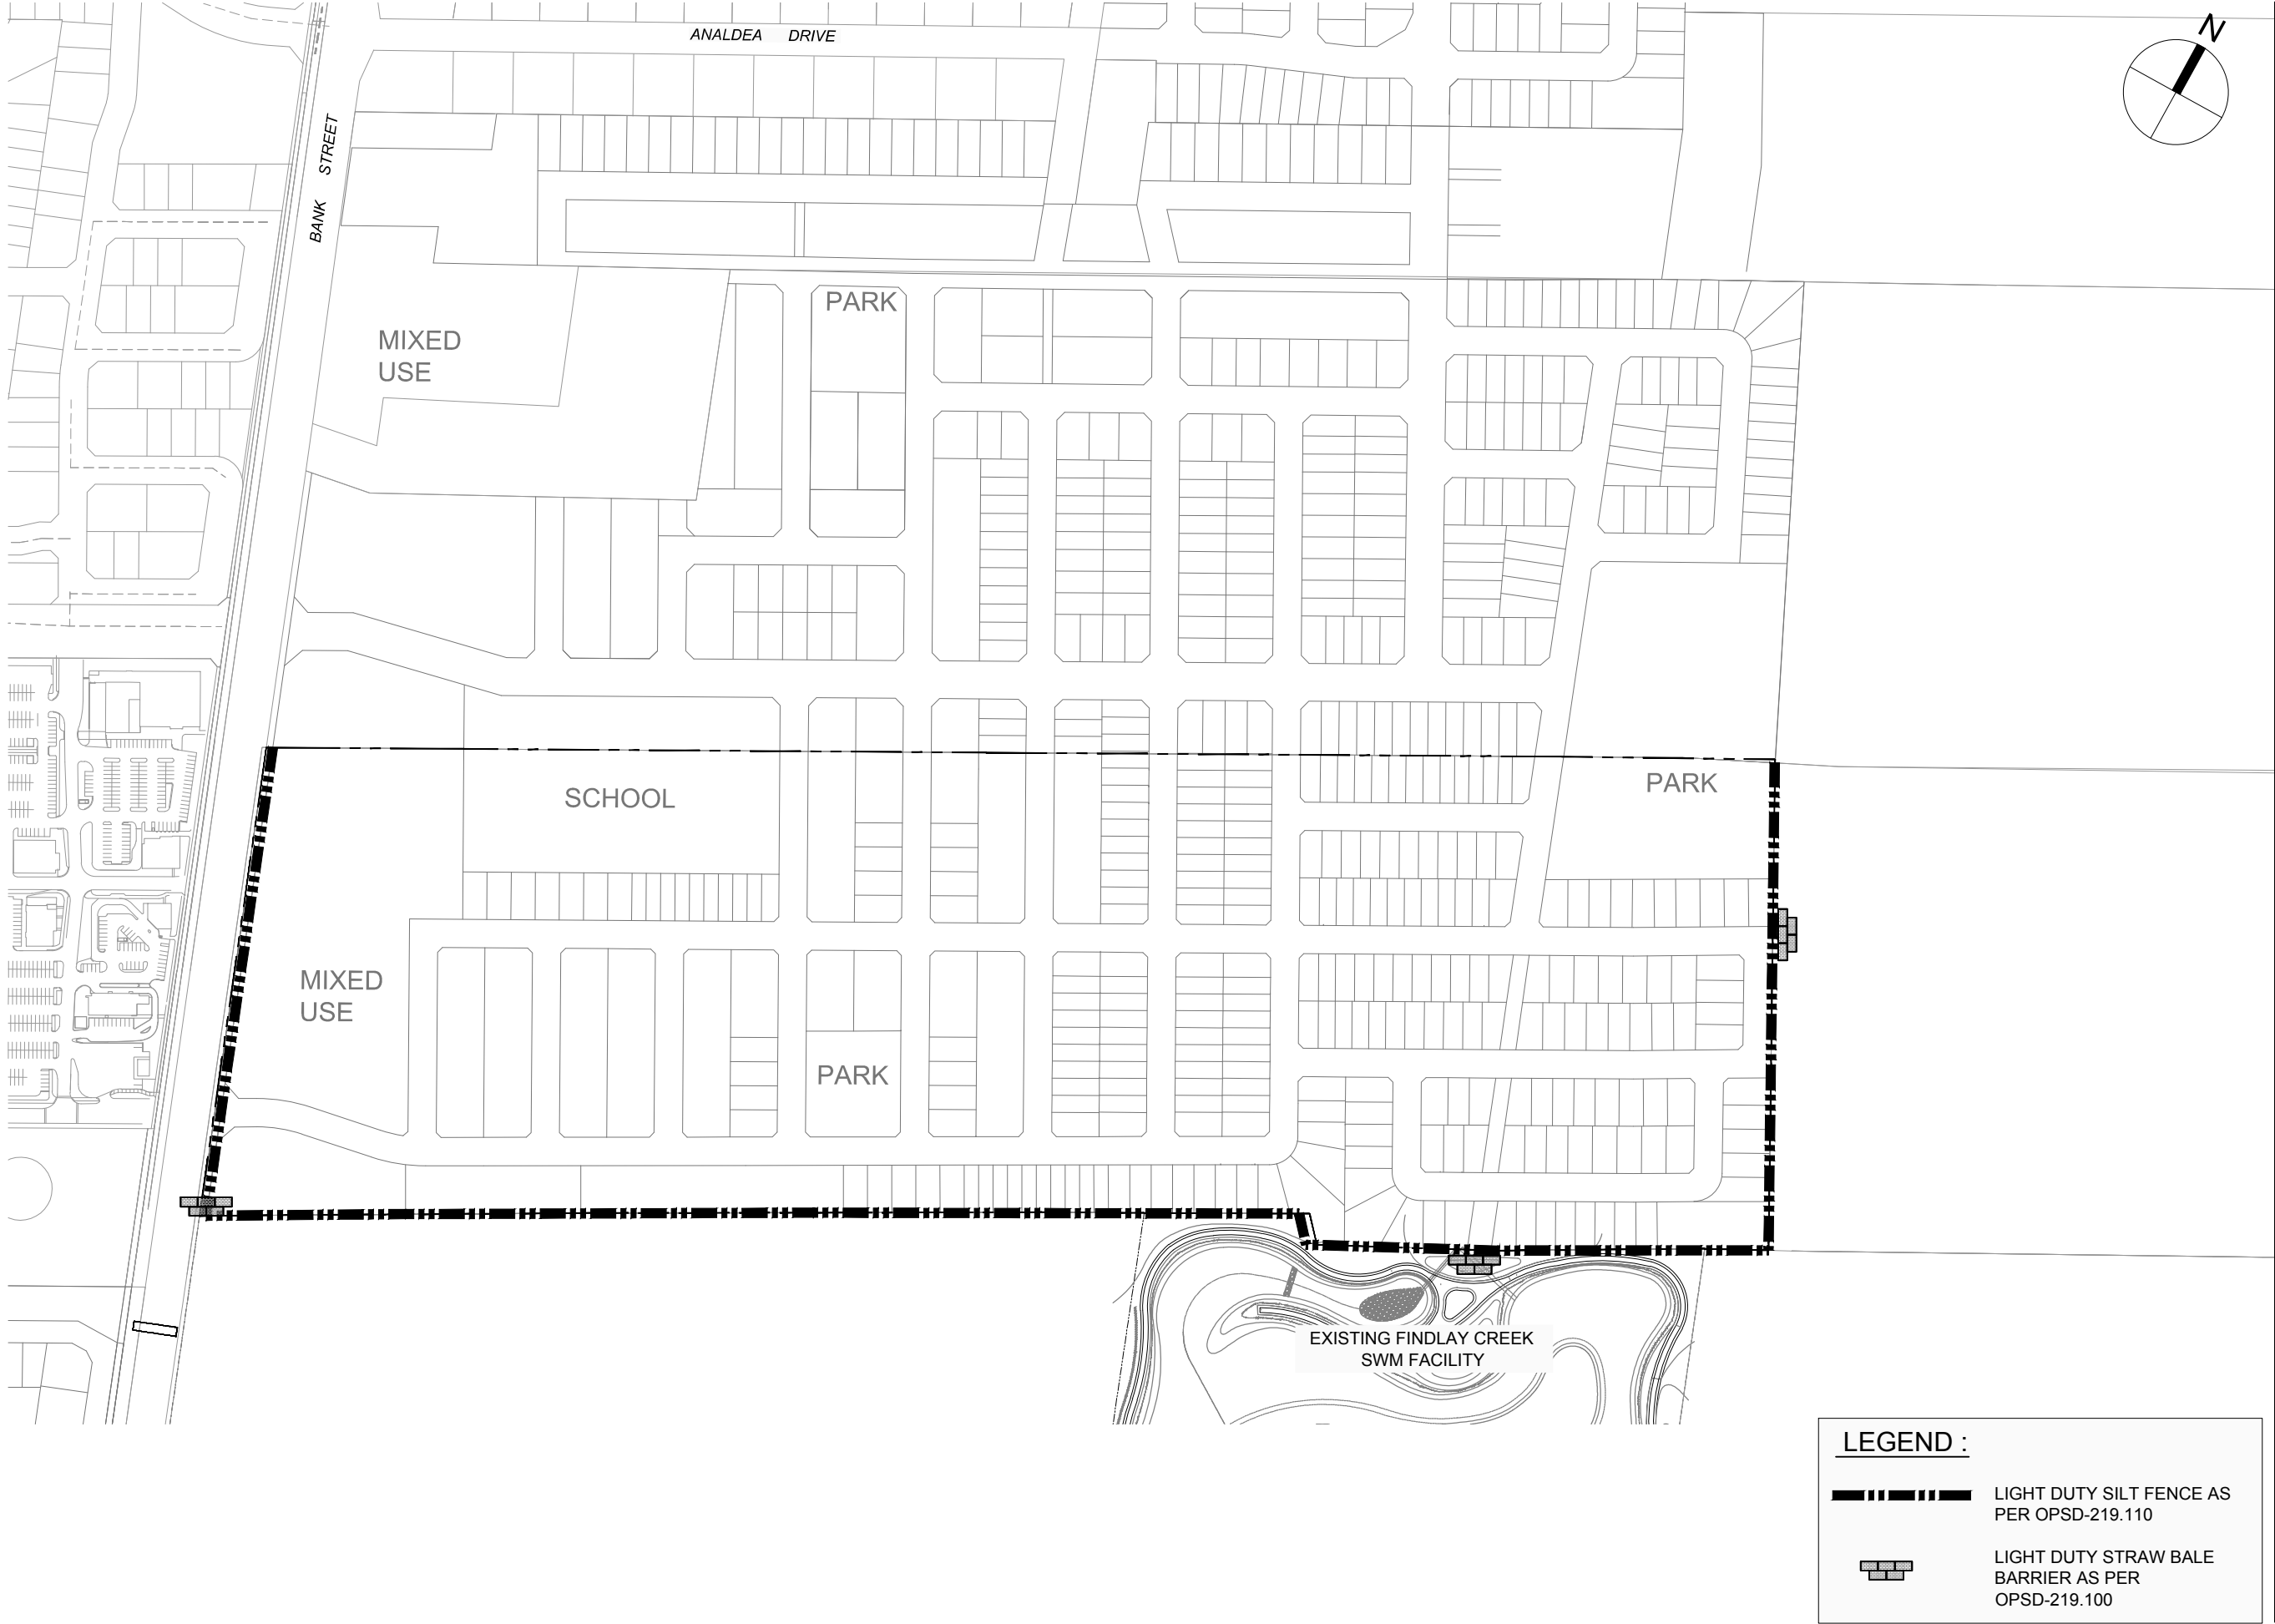 ANALDEA DRIVE
N
BANK STREET
PARK
MIXED
USE
SCHOOL
PARK
MIXED
USE
PARK
EXISTING FINDLAY CREEK
SWM FACILITY
LEGEND :
LIGHT DUTY SILT FENCE AS
PER OPSD-219.110
LIGHT DUTY STRAW BALE
BARRIER AS PER
OPSD-219.100